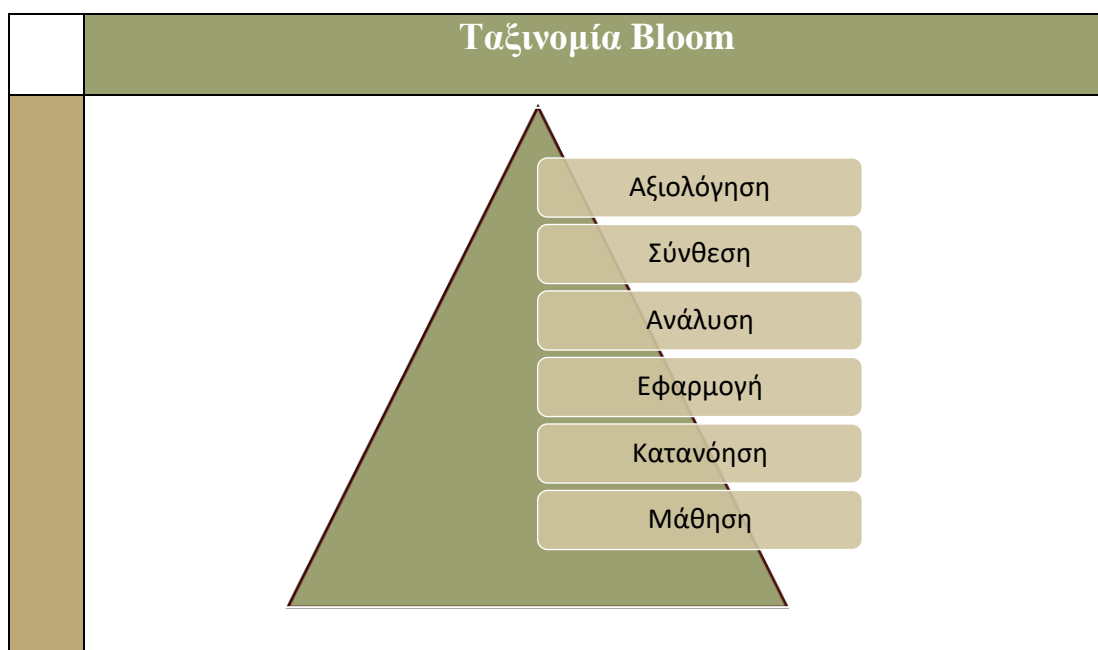 Ταξινομία Bloom
Αξιολόγηση
Σύνθεση
Ανάλυση
Εφαρμογή
Κατανόηση
Μάθηση